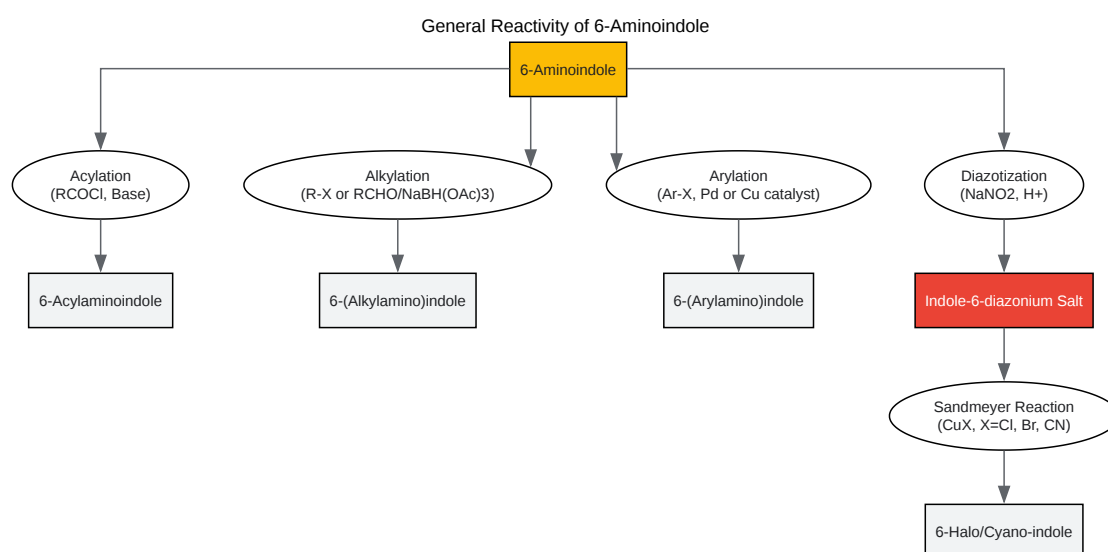 General Reactivity of 6-Aminoindole
6-Aminoindole
Acylation
(RCOCl, Base)
Alkylation
(R-X or RCHO/NaBH(OAc)3)
Arylation
(Ar-X, Pd or Cu catalyst)
Diazotization
(NaNO2, H+)
6-Acylaminoindole
6-(Alkylamino)indole
6-(Arylamino)indole
Indole-6-diazonium Salt
Sandmeyer Reaction
(CuX, X=Cl, Br, CN)
6-Halo/Cyano-indole